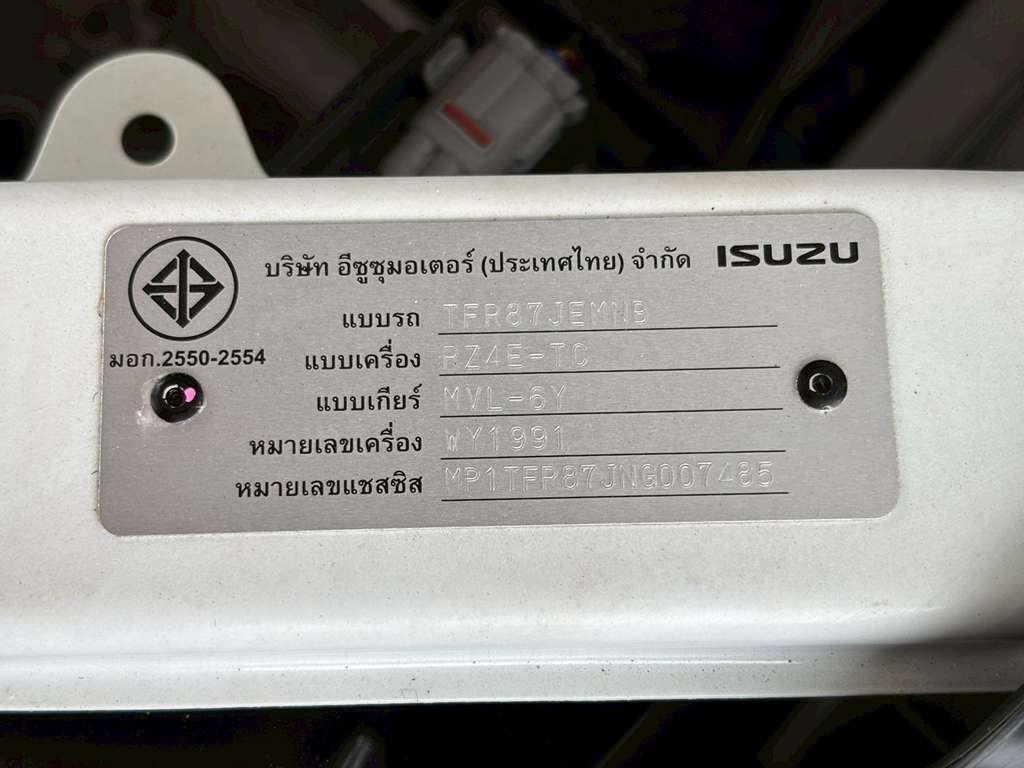 บริษัท อีซูซุมอเตอร์ (ประเทศไทย) จำกัด ISUZU
แบบรถ TFR87JEMNB
มอก.2550-2554
แบบเครื่อง RZ4E-TC
แบบเกียร์ MVL-6Y
หมายเลขเครื่อง WY1991
หมายเลขแชสซิส MP1TFR87JNG007485